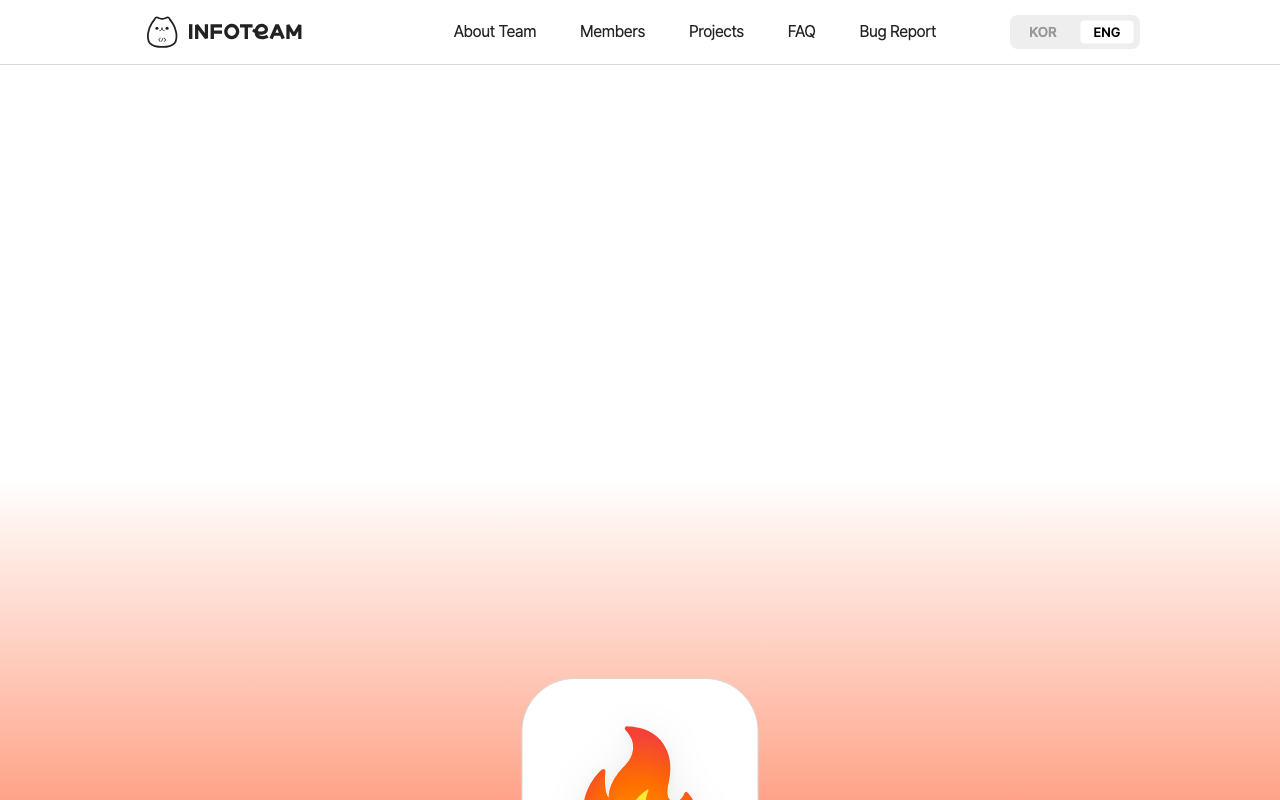 INFOTEAM
About Team
Members
Projects
FAQ
Bug Report
KOR
ENG